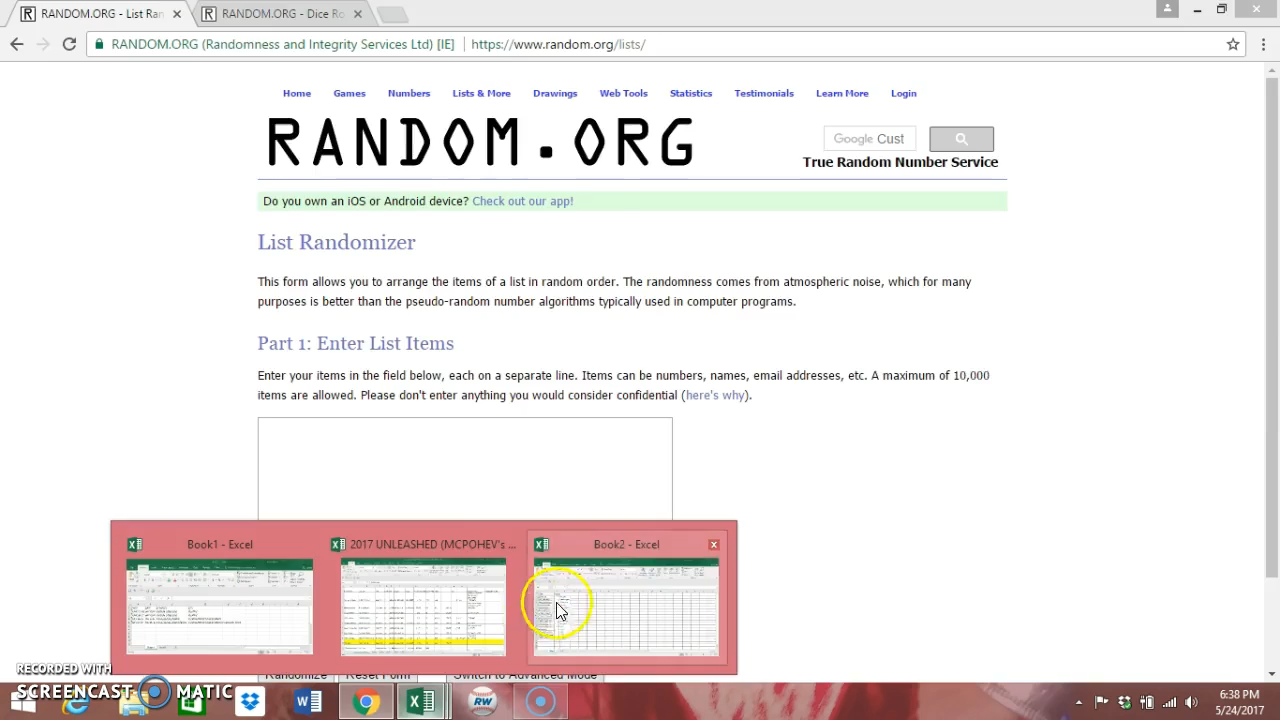 RANDOM.ORG - List Ran
RANDOM.ORG - Dice Ro
RANDOM.ORG (Randomness and Integrity Services Ltd) [IE]
https://www.random.org/lists/
Home Games Numbers Lists & More Drawings Web Tools Statistics Testimonials Learn More Login
RANDOM.ORG
Google Cust
True Random Number Service
Do you own an iOS or Android device? Check out our app!
List Randomizer
This form allows you to arrange the items of a list in random order. The randomness comes from atmospheric noise, which for many
purposes is better than the pseudo-random number algorithms typically used in computer programs.
Part 1: Enter List Items
Enter your items in the field below, each on a separate line. Items can be numbers, names, email addresses, etc. A maximum of 10,000
items are allowed. Please don't enter anything you would consider confidential (here's why).
Book1 - Excel
2017 UNLEASHED (MCPOHEV's ...
Book2 - Excel
Randomize Reset Form Switch to Advanced Mode
RECORDED WITH
SCREENCAST MATIC
RW
6:38 PM
5/24/2017